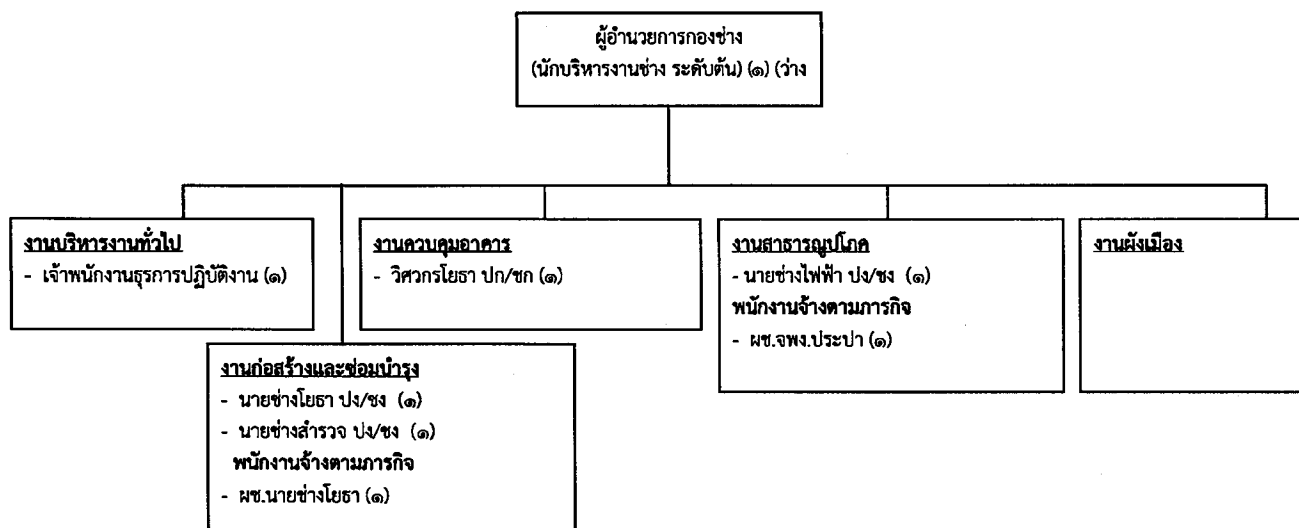 ผู้อำนวยการกองช่าง
(นักบริหารงานช่าง ระดับต้น) (๑) (ว่าง
งานบริหารงานทั่วไป
- เจ้าพนักงานธุรการปฏิบัติงาน (๑)
งานควบคุมอาคาร
- วิศวกรโยธา ปก/ชก (๑)
งานสาธารณูปโภค
- นายช่างไฟฟ้า ปง/ชง (๑)
พนักงานจ้างตามภารกิจ
- ผช.จพง.ประปา (๑)
งานผังเมือง
งานก่อสร้างและซ่อมบำรุง
- นายช่างโยธา ปง/ชง (๑)
- นายช่างสำรวจ ปง/ชง (๑)
พนักงานจ้างตามภารกิจ
- ผช.นายช่างโยธา (๑)